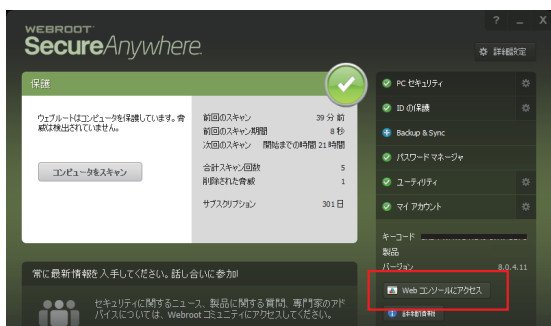 WEBROOT
SecureAnywhere.
? _ X
詳細設定
保護
ウェブルートはコンピュータを保護しています。脅
威は検出されていません。
コンピュータをスキャン
前回のスキャン 39 分 前
前回のスキャン期間 8 秒
次回のスキャン 開始までの時間 21 時間
合計スキャン回数 5
削除された脅威 1
サブスクリプション 301 日
PC セキュリティ
ID の保護
Backup & Sync
パスワード マネージャ
ユーティリティ
マイ アカウント
キーコード
製品
バージョン 8.0.4.11
Web コンソールにアクセス
詳細情報
常に最新情報を入手してください。話し合いに参加!
セキュリティに関するニュース、製品に関する質問、専門家のアド
バイスについては、Webroot コミュニティにアクセスしてください。